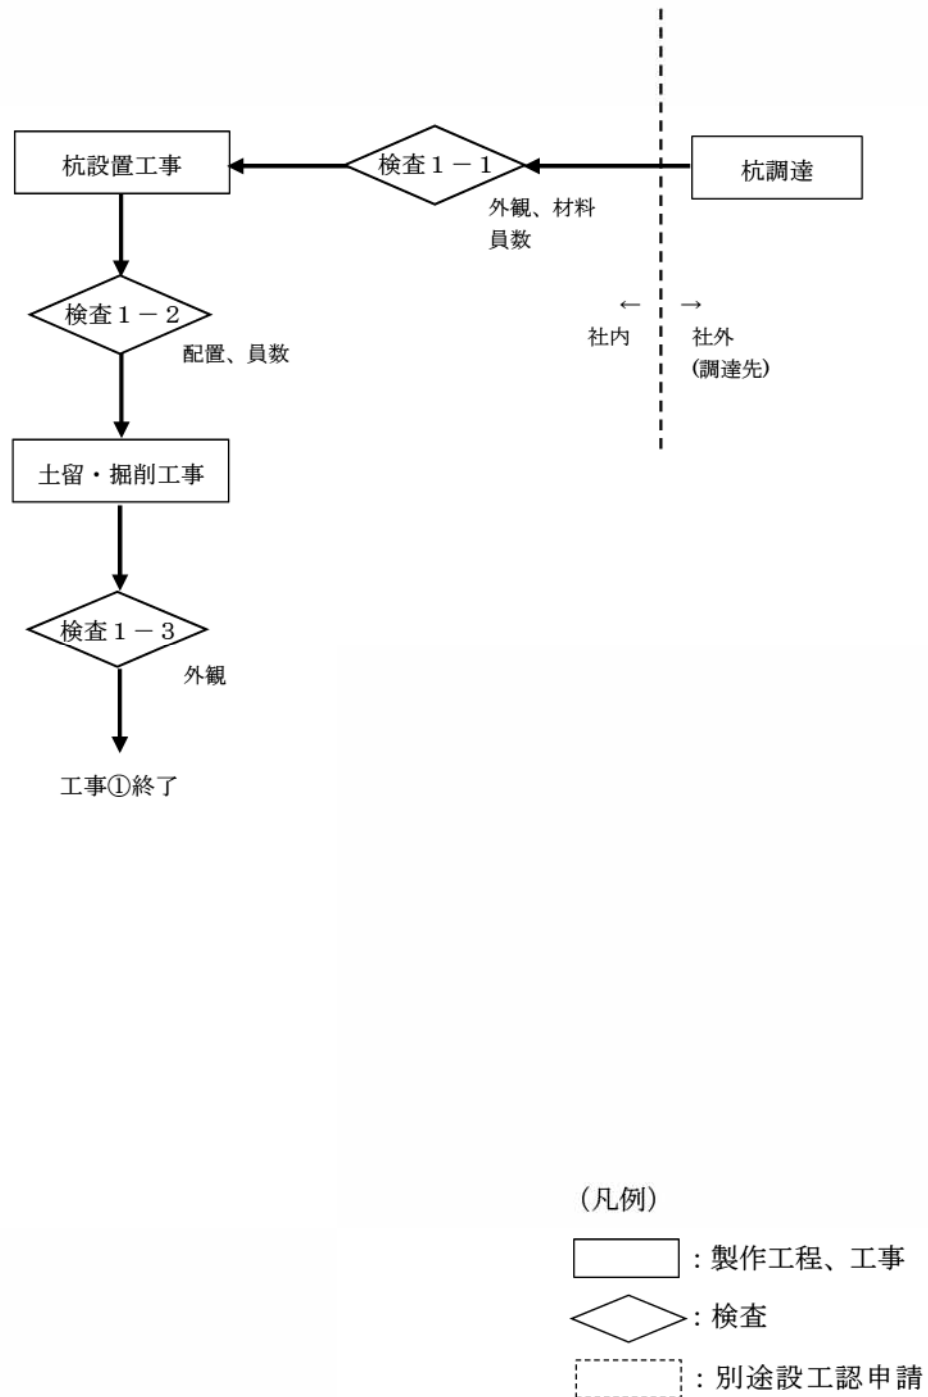 杭設置工事
検査1－1
杭調達
外観、材料
員数
検査1－2
配置、員数
← →
社内 社外
(調達先)
土留・掘削工事
検査1－3
外観
工事①終了
(凡例)
：製作工程、工事
：検査
：別途設工認申請